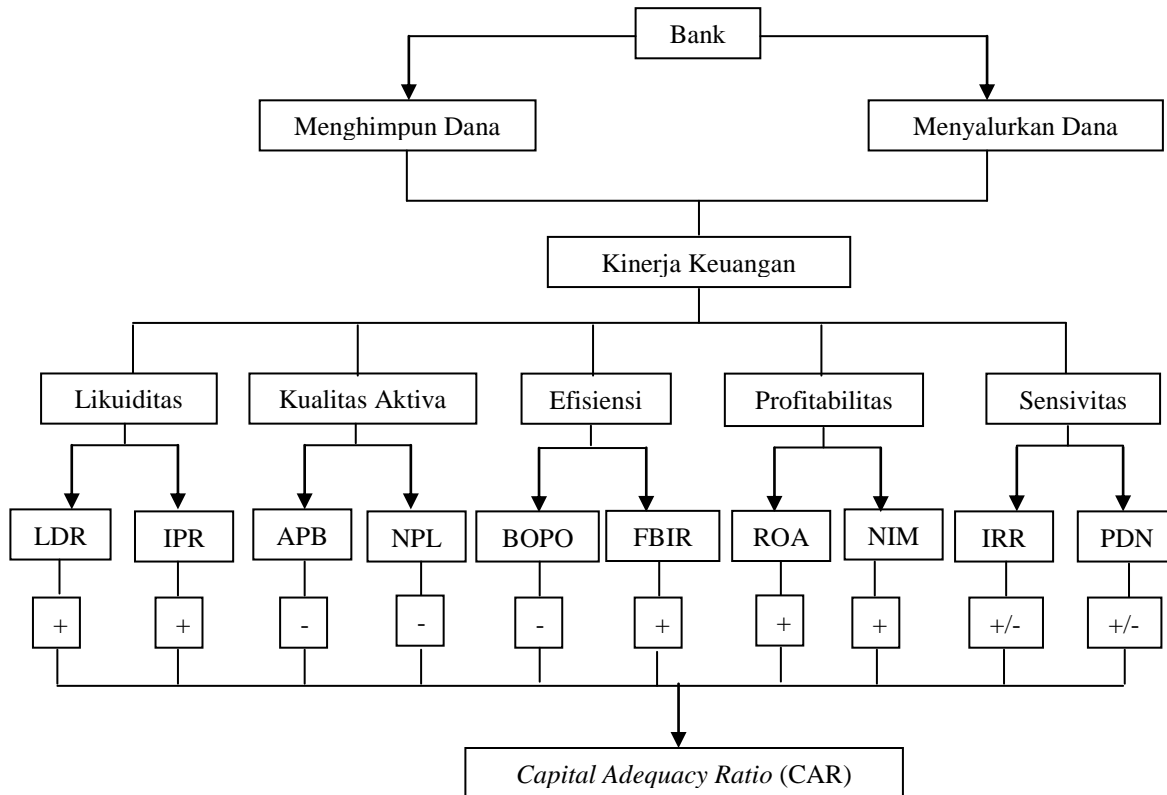 Bank
Menghimpun Dana
Menyalurkan Dana
Kinerja Keuangan
Likuiditas
Kualitas Aktiva
Efisiensi
Profitabilitas
Sensivitas
LDR
IPR
APB
NPL
BOPO
FBIR
ROA
NIM
IRR
PDN
+
+
-
-
-
+
+
+
+/-
+/-
Capital Adequacy Ratio (CAR)